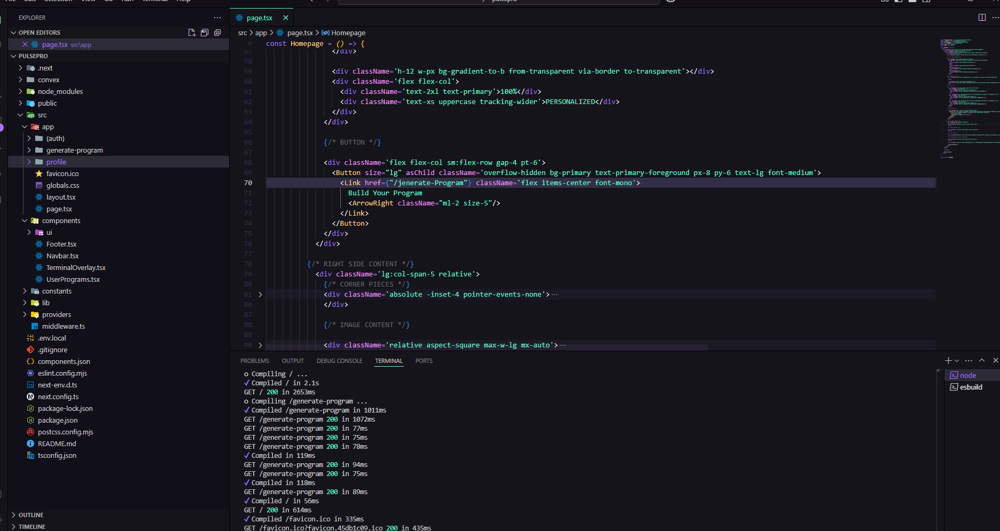 File Edit Selection View Go Run Terminal Help
pulsepro
EXPLORER
OPEN EDITORS
page.tsx src\app
PULSEPRO
.next
convex
node_modules
public
src
app
(auth)
generate-program
profile
favicon.ico
globals.css
layout.tsx
page.tsx
components
ui
Footer.tsx
Navbar.tsx
TerminalOverlay.tsx
UserPrograms.tsx
constants
lib
providers
middleware.ts
.env.local
.gitignore
components.json
eslint.config.mjs
next-env.d.ts
next.config.ts
package-lock.json
package.json
postcss.config.mjs
README.md
tsconfig.json
OUTLINE
TIMELINE
page.tsx
src > app > page.tsx > Homepage
9 const Homepage = () => {
57 </div>
58
59 <div className='h-12 w-px bg-gradient-to-b from-transparent via-border to-transparent'></div>
60 <div className='flex flex-col'>
61 <div className='text-2xl text-primary'>100%</div>
62 <div className='text-xs uppercase tracking-wider'>PERSONALIZED</div>
63 </div>
64 </div>
65
66 {/* BUTTON */}
67
68 <div className='flex flex-col sm:flex-row gap-4 pt-6'>
69 <Button size="lg" asChild className='overflow-hidden bg-primary text-primary-foreground px-8 py-6 text-lg font-medium'>
70 <Link href={"/jenerate-Program"} className='flex items-center font-mono'>
71 Build Your Program
72 <ArrowRight className="ml-2 size-5"/>
73 </Link>
74 </Button>
75 </div>
76 </div>
77
78 {/* RIGHT SIDE CONTENT */}
79 <div className='lg:col-span-5 relative'>
80 {/* CORNER PIECES */}
81 <div className='absolute -inset-4 pointer-events-none'>···
86 </div>
87
88 {/* IMAGE CONTENT */}
89
90 <div className='relative aspect-square max-w-lg mx-auto'>···
PROBLEMS OUTPUT DEBUG CONSOLE TERMINAL PORTS
○ Compiling / ...
✓ Compiled / in 2.1s
GET / 200 in 2653ms
○ Compiling /generate-program ...
✓ Compiled /generate-program in 1011ms
GET /generate-program 200 in 1072ms
GET /generate-program 200 in 77ms
GET /generate-program 200 in 75ms
GET /generate-program 200 in 78ms
✓ Compiled in 119ms
GET /generate-program 200 in 94ms
GET /generate-program 200 in 75ms
✓ Compiled in 118ms
GET /generate-program 200 in 89ms
✓ Compiled / in 56ms
GET / 200 in 614ms
✓ Compiled /favicon.ico in 335ms
GET /favicon.ico?favicon.45db1c09.ico 200 in 435ms
node
esbuild